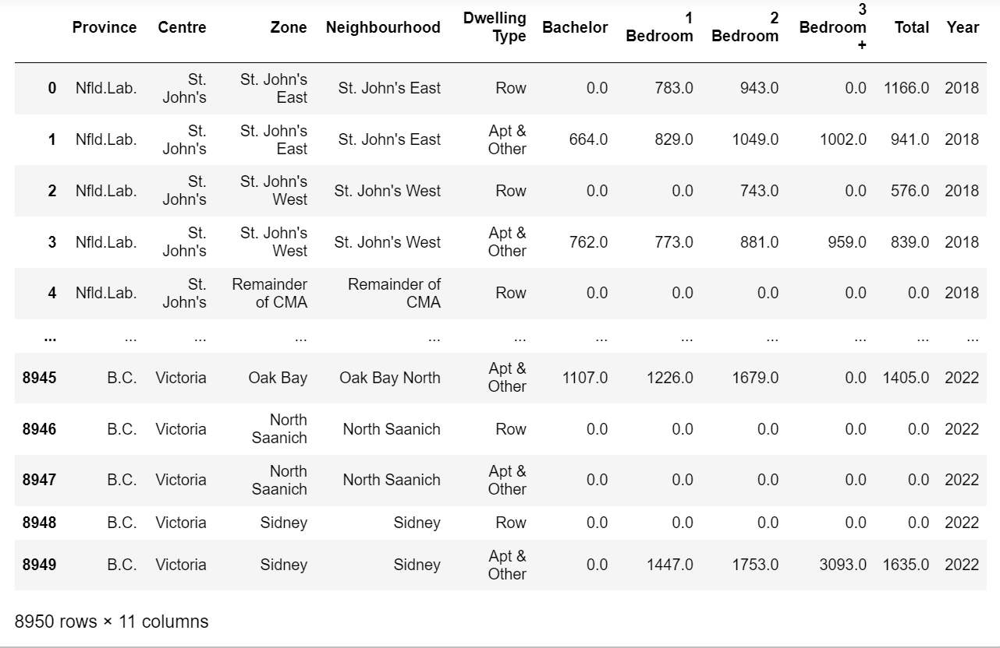 Province Centre Zone Neighbourhood Dwelling Type Bachelor 1 Bedroom 2 Bedroom 3 Bedroom + Total Year
0 Nfld.Lab. St. John's St. John's East St. John's East Row 0.0 783.0 943.0 0.0 1166.0 2018
1 Nfld.Lab. St. John's St. John's East St. John's East Apt & Other 664.0 829.0 1049.0 1002.0 941.0 2018
2 Nfld.Lab. St. John's St. John's West St. John's West Row 0.0 0.0 743.0 0.0 576.0 2018
3 Nfld.Lab. St. John's St. John's West St. John's West Apt & Other 762.0 773.0 881.0 959.0 839.0 2018
4 Nfld.Lab. St. John's Remainder of CMA Remainder of CMA Row 0.0 0.0 0.0 0.0 0.0 2018
... ... ... ... ... ... ... ... ... ... ... ...
8945 B.C. Victoria Oak Bay Oak Bay North Apt & Other 1107.0 1226.0 1679.0 0.0 1405.0 2022
8946 B.C. Victoria North Saanich North Saanich Row 0.0 0.0 0.0 0.0 0.0 2022
8947 B.C. Victoria North Saanich North Saanich Apt & Other 0.0 0.0 0.0 0.0 0.0 2022
8948 B.C. Victoria Sidney Sidney Row 0.0 0.0 0.0 0.0 0.0 2022
8949 B.C. Victoria Sidney Sidney Apt & Other 0.0 1447.0 1753.0 3093.0 1635.0 2022
8950 rows × 11 columns